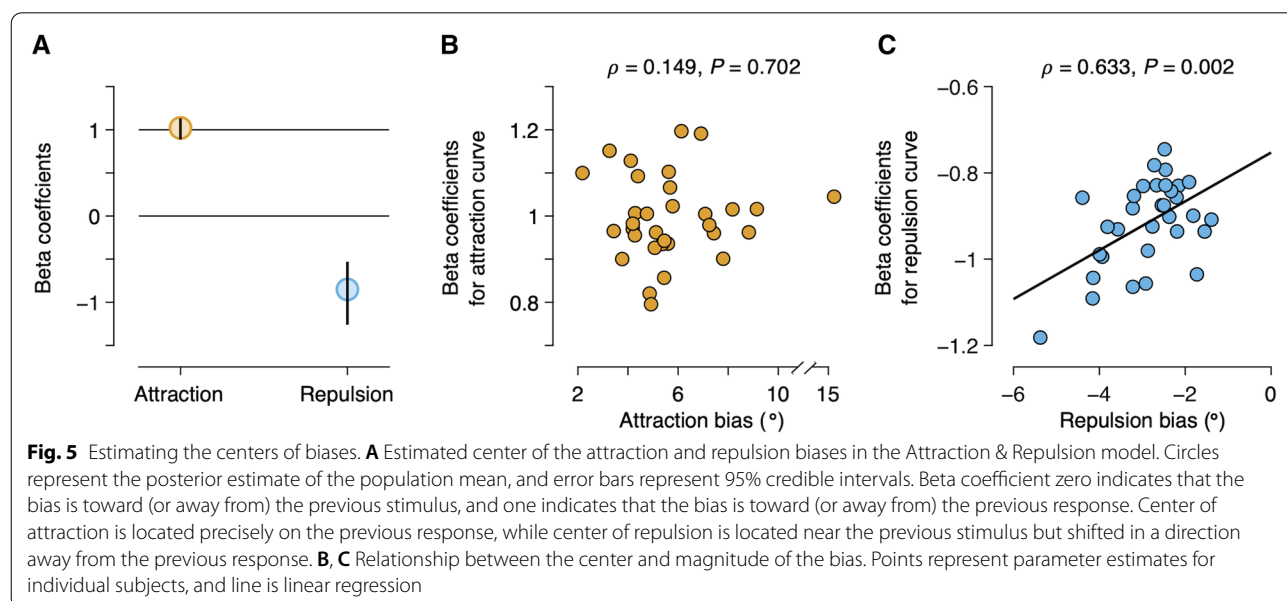 A
Beta coefficients
1
0
−1
Attraction
Repulsion
B
ρ = 0.149, P = 0.702
Beta coefficients
for attraction curve
1.2
1
0.8
2
6
10
15
Attraction bias (°)
C
ρ = 0.633, P = 0.002
Beta coefficients
for repulsion curve
−0.6
−0.8
−1
−1.2
−6
−4
−2
0
Repulsion bias (°)
Fig. 5 Estimating the centers of biases. A Estimated center of the attraction and repulsion biases in the Attraction & Repulsion model. Circles
represent the posterior estimate of the population mean, and error bars represent 95% credible intervals. Beta coefficient zero indicates that the
bias is toward (or away from) the previous stimulus, and one indicates that the bias is toward (or away from) the previous response. Center of
attraction is located precisely on the previous response, while center of repulsion is located near the previous stimulus but shifted in a direction
away from the previous response. B, C Relationship between the center and magnitude of the bias. Points represent parameter estimates for
individual subjects, and line is linear regression